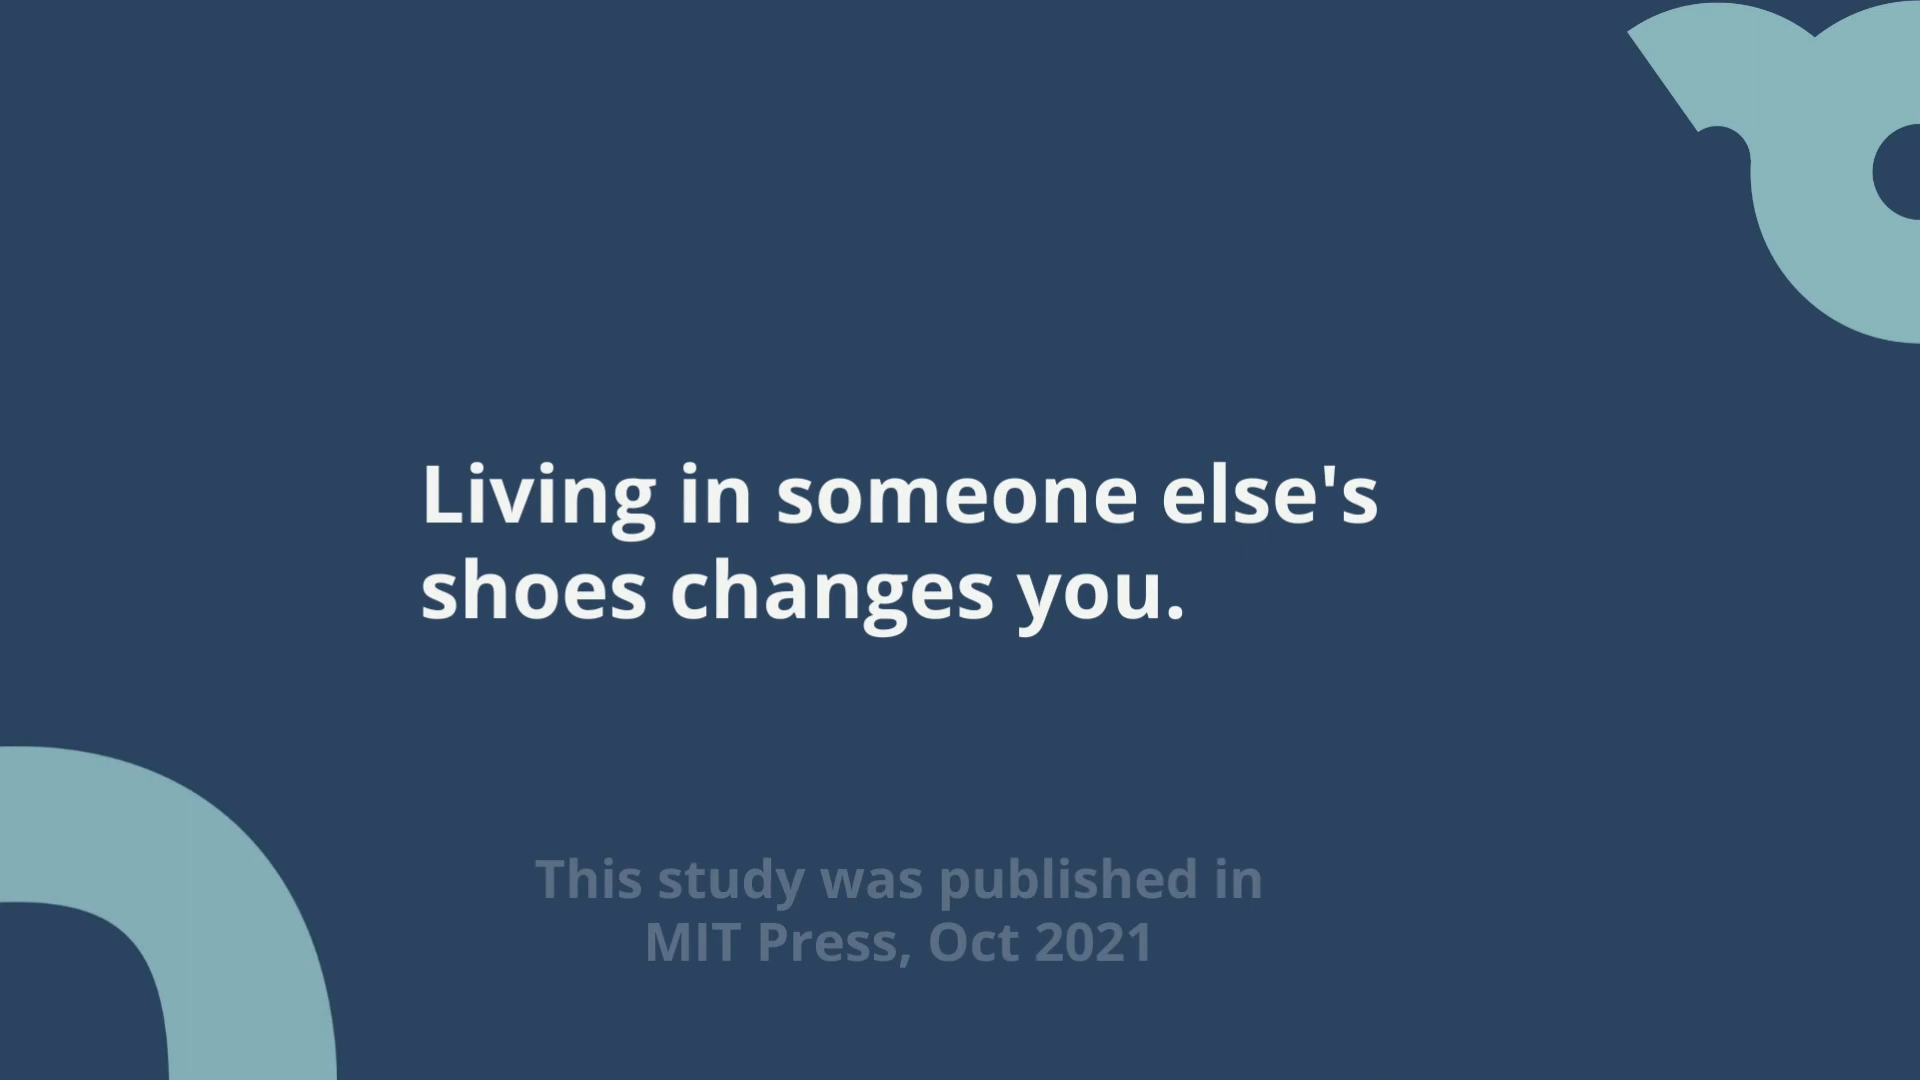 Living in someone else's
shoes changes you.
This study was published in
MIT Press, Oct 2021